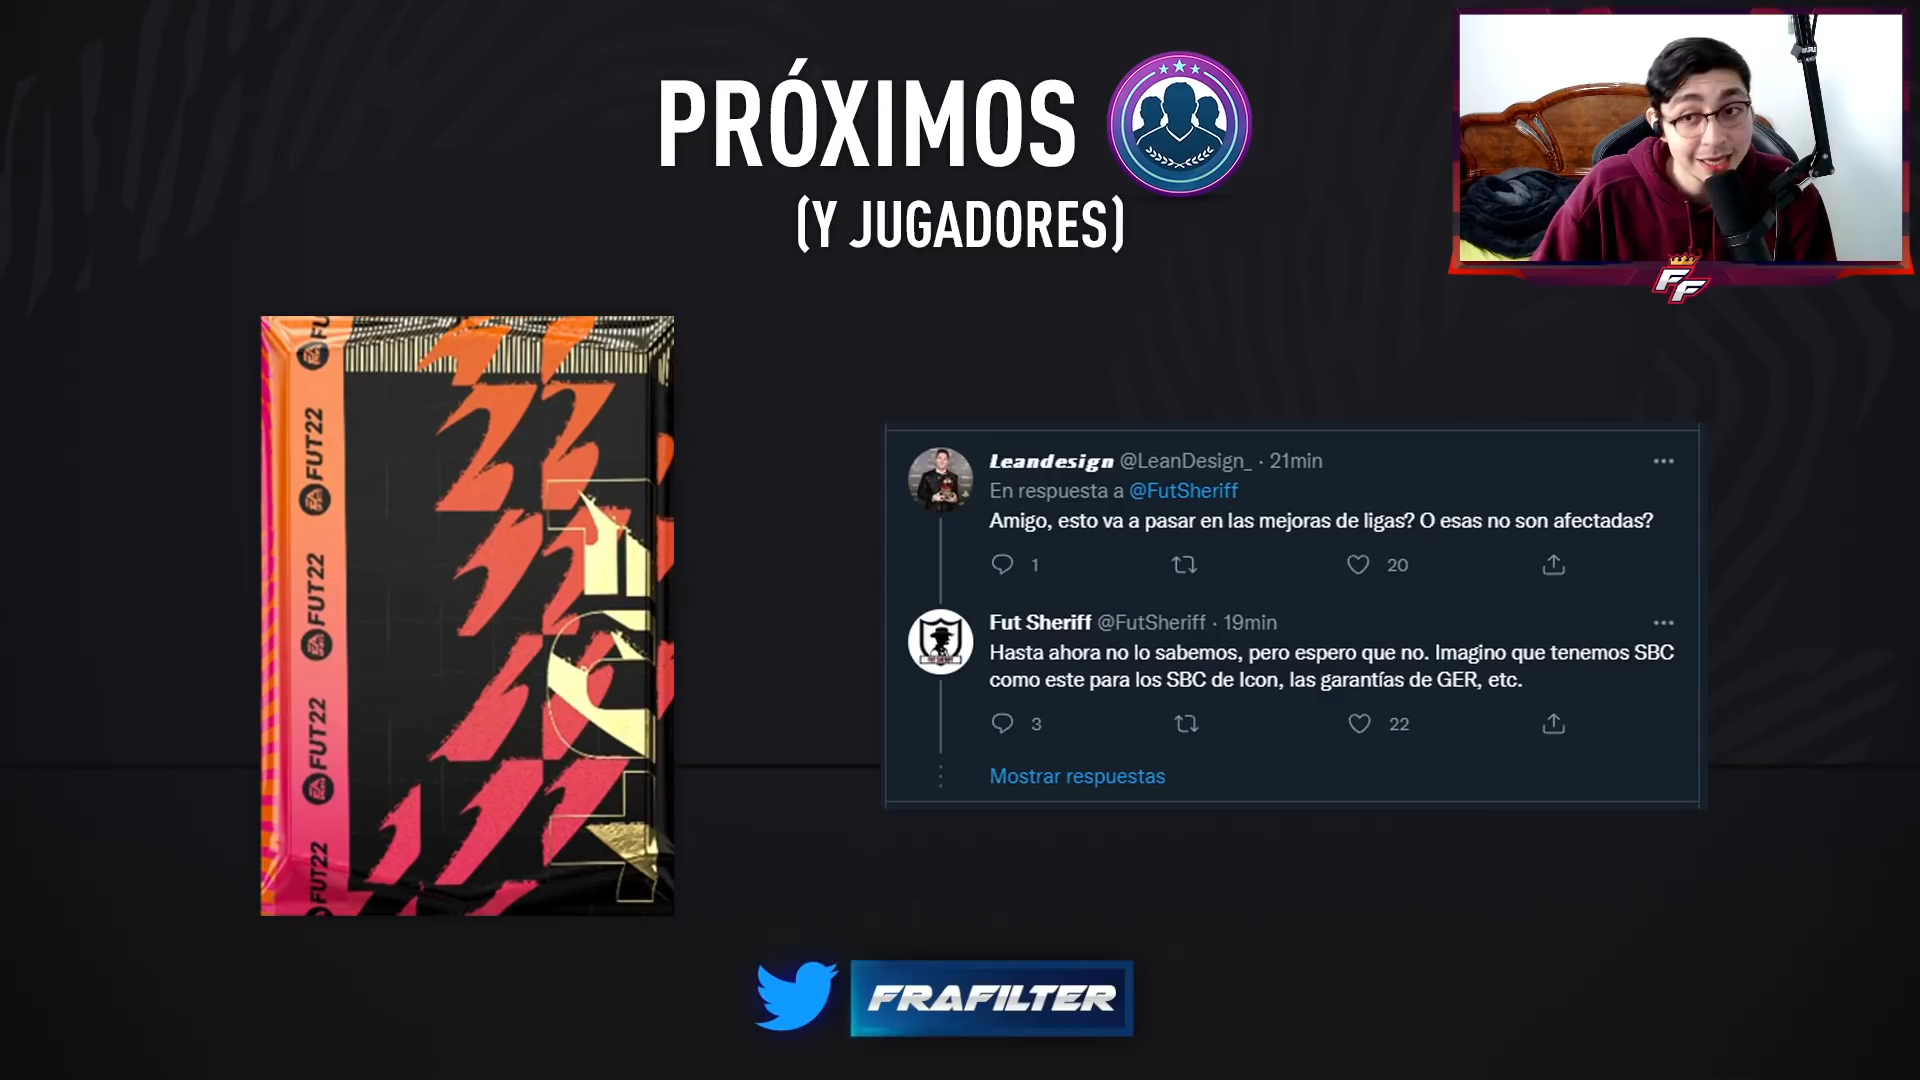 PRÓXIMOS
(Y JUGADORES)
FF
FUT22
FUT22
FUT22
FUT22
FUT22
Leandesign @LeanDesign_ · 21min
En respuesta a @FutSheriff
Amigo, esto va a pasar en las mejoras de ligas? O esas no son afectadas?
1 20
Fut Sheriff @FutSheriff · 19min
Hasta ahora no lo sabemos, pero espero que no. Imagino que tenemos SBC
como este para los SBC de Icon, las garantías de GER, etc.
3 22
Mostrar respuestas
FRAFILTER